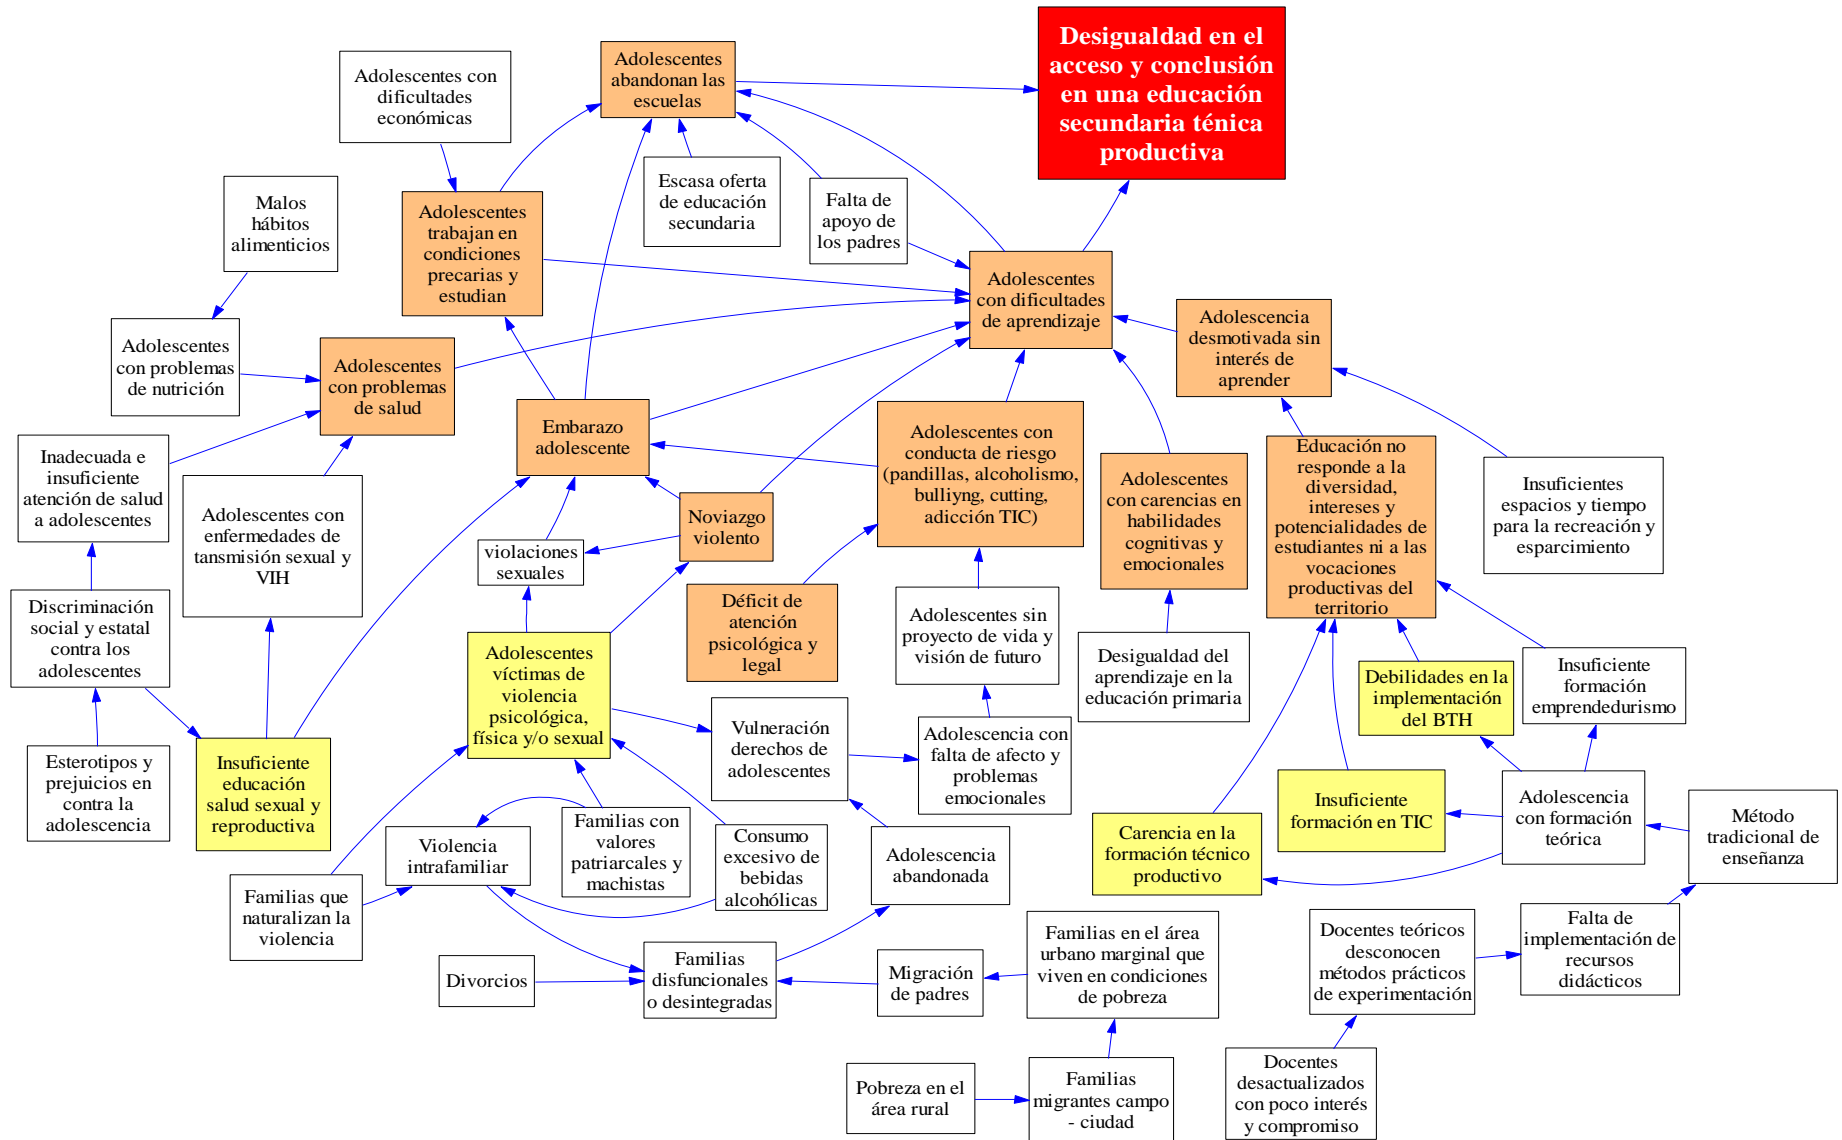 Desigualdad en el
acceso y conclusión
en una educación
secundaria ténica
productiva
Adolescentes
abandonan las
escuelas
Adolescentes con
dificultades
económicas
Escasa oferta
de educación
secundaria
Falta de
apoyo de
los padres
Malos
hábitos
alimenticios
Adolescentes
trabajan en
condiciones
precarias y
estudian
Adolescentes
con dificultades
de aprendizaje
Adolescencia
desmotivada sin
interés de
aprender
Adolescentes
con problemas
de nutrición
Adolescentes
con problemas
de salud
Embarazo
adolescente
Adolescentes con
conducta de riesgo
(pandillas, alcoholismo,
bulliyng, cutting,
adicción TIC)
Adolescentes
con carencias en
habilidades
cognitivas y
emocionales
Educación no
responde a la
diversidad,
intereses y
potencialidades de
estudiantes ni a las
vocaciones
productivas del
territorio
Insuficientes
espacios y tiempo
para la recreación y
esparcimiento
Inadecuada e
insuficiente
atención de salud
a adolescentes
Adolescentes con
enfermedades de
tansmisión sexual y
VIH
Noviazgo
violento
violaciones
sexuales
Déficit de
atención
psicológica y
legal
Adolescentes sin
proyecto de vida y
visión de futuro
Desigualdad del
aprendizaje en la
educación primaria
Discriminación
social y estatal
contra los
adolescentes
Adolescentes
víctimas de
violencia
psicológica,
física y/o sexual
Debilidades en la
implementación
del BTH
Insuficiente
formación
emprendedurismo
Esterotipos y
prejuicios en
contra la
adolescencia
Insuficiente
educación
salud sexual y
reproductiva
Vulneración
derechos de
adolescentes
Adolescencia con
falta de afecto y
problemas
emocionales
Insuficiente
formación en TIC
Adolescencia
con formación
teórica
Método
tradicional de
enseñanza
Carencia en la
formación técnico
productivo
Violencia
intrafamiliar
Familias con
valores
patriarcales y
machistas
Consumo
excesivo de
bebidas
alcohólicas
Adolescencia
abandonada
Familias que
naturalizan la
violencia
Divorcios
Familias
disfuncionales
o desintegradas
Migración
de padres
Familias en el área
urbano marginal que
viven en condiciones
de pobreza
Docentes teóricos
desconocen
métodos prácticos
de experimentación
Falta de
implementación de
recursos
didácticos
Pobreza en el
área rural
Familias
migrantes campo
- ciudad
Docentes
desactualizados
con poco interés
y compromiso